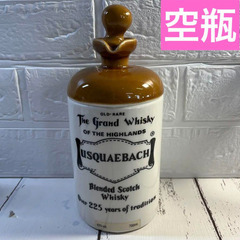 空瓶
OLD-RARE
The Grand Whisky
OF THE HIGHLANDS
USQUAEBACH
®
Blended Scotch
Whisky
Over 225 years of tradition